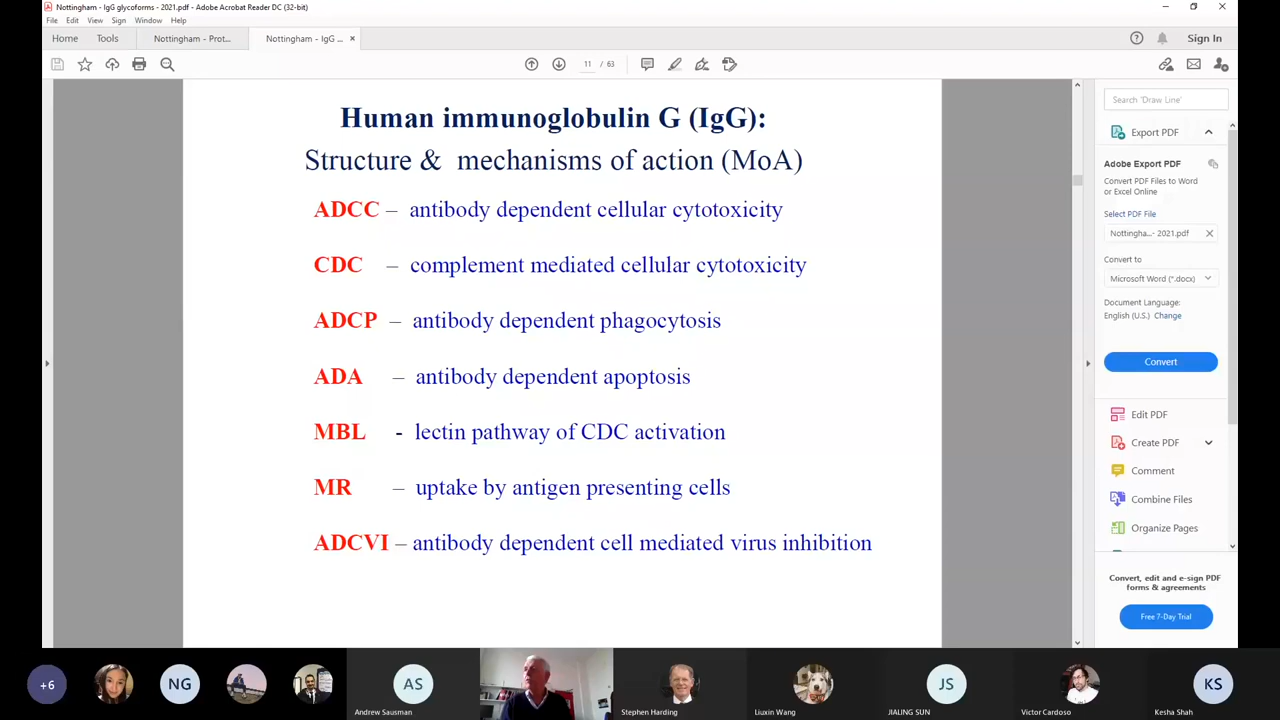 Nottingham - IgG glycoforms - 2021.pdf - Adobe Acrobat Reader DC (32-bit)
File Edit View Sign Window Help
Home Tools Nottingham - Prot... Nottingham - IgG ... × Sign In
11 / 63
Human immunoglobulin G (IgG):
Structure & mechanisms of action (MoA)
ADCC – antibody dependent cellular cytotoxicity
CDC – complement mediated cellular cytotoxicity
ADCP – antibody dependent phagocytosis
ADA – antibody dependent apoptosis
MBL - lectin pathway of CDC activation
MR – uptake by antigen presenting cells
ADCVI – antibody dependent cell mediated virus inhibition
Search 'Draw Line'
Export PDF
Adobe Export PDF
Convert PDF Files to Word
or Excel Online
Select PDF File
Nottingha...- 2021.pdf
Convert to
Microsoft Word (*.docx)
Document Language:
English (U.S.) Change
Convert
Edit PDF
Create PDF
Comment
Combine Files
Organize Pages
Convert, edit and e-sign PDF
forms & agreements
Free 7-Day Trial
+6 NG AS JS KS
Andrew Sausman Stephen Harding Liuxin Wang JIALING SUN Victor Cardoso Kesha Shah